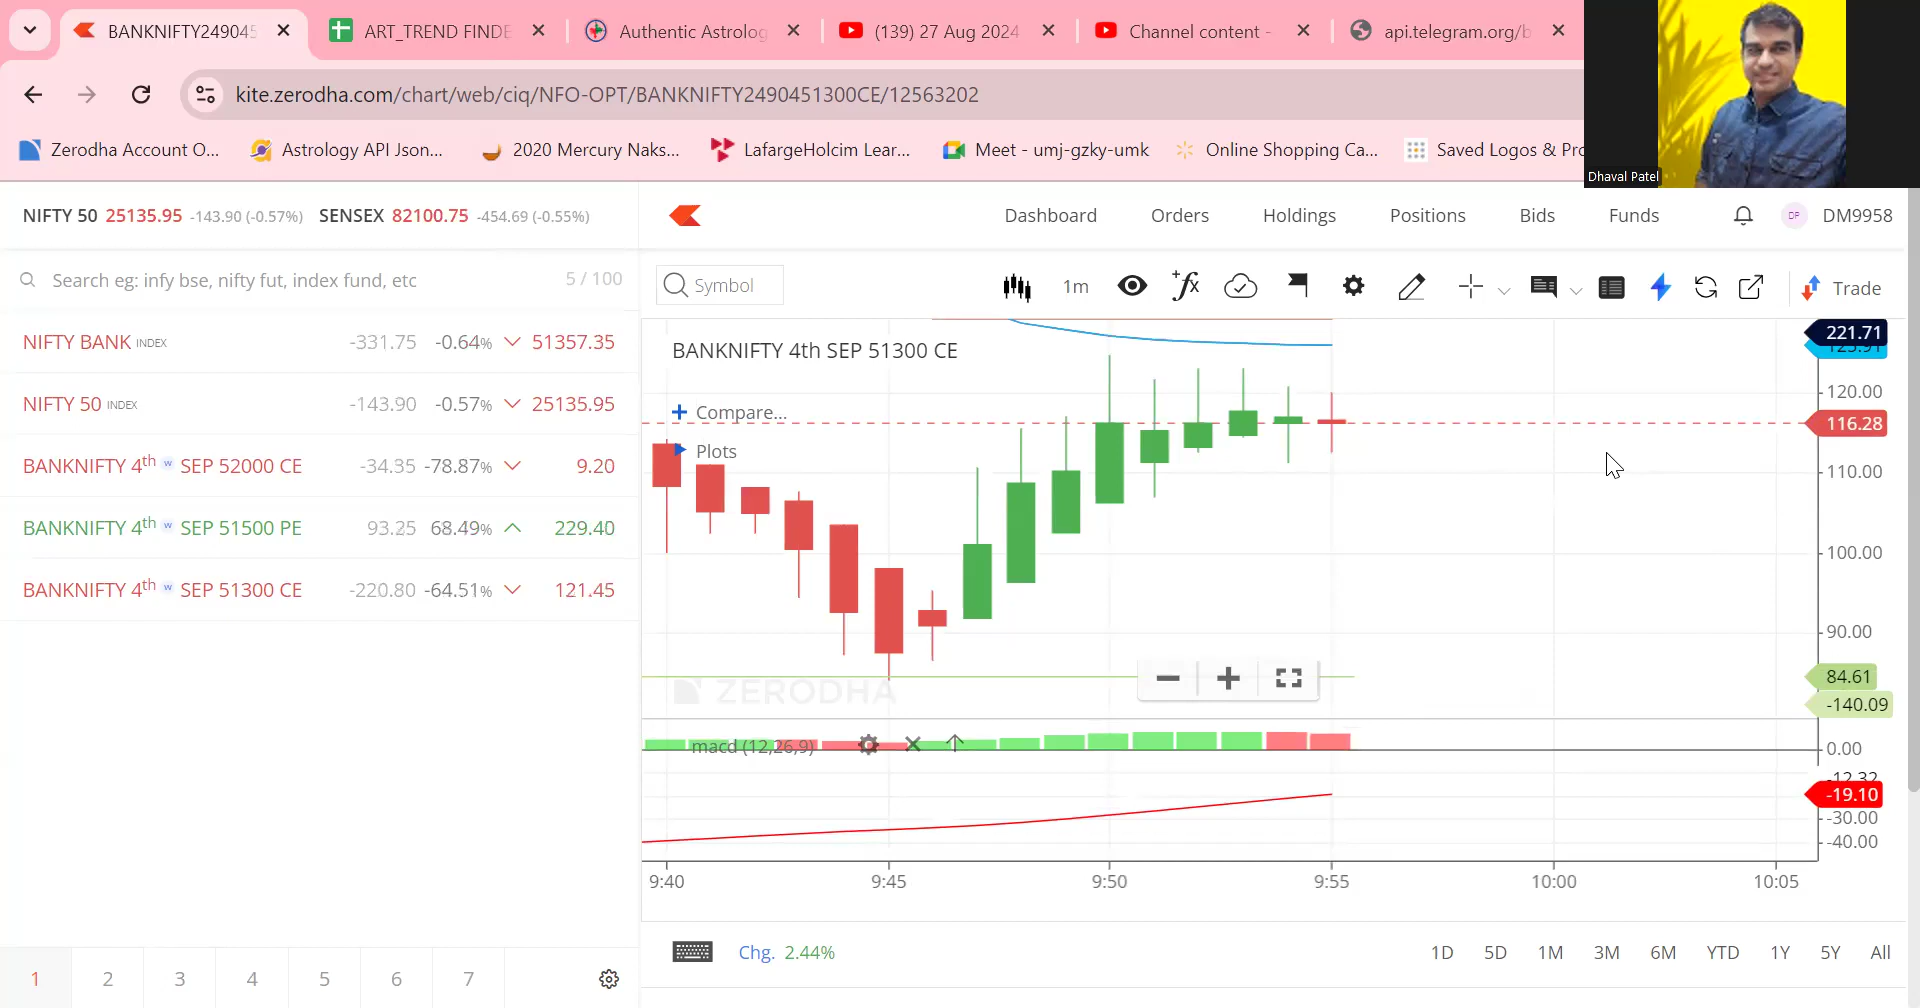 BANKNIFTY249045
ART_TREND FINDE
Authentic Astrolog
(139) 27 Aug 2024
Channel content -
api.telegram.org/b
kite.zerodha.com/chart/web/ciq/NFO-OPT/BANKNIFTY2490451300CE/12563202
Zerodha Account O...
Astrology API Json...
2020 Mercury Naks...
LafargeHolcim Lear...
Meet - umj-gzky-umk
Online Shopping Ca...
Saved Logos & Pro
Dhaval Patel
NIFTY 50 25135.95 -143.90 (-0.57%) SENSEX 82100.75 -454.69 (-0.55%)
Dashboard Orders Holdings Positions Bids Funds DP DM9958
Search eg: infy bse, nifty fut, index fund, etc 5 / 100
Symbol 1m Trade
NIFTY BANK INDEX -331.75 -0.64% 51357.35
NIFTY 50 INDEX -143.90 -0.57% 25135.95
BANKNIFTY 4th w SEP 52000 CE -34.35 -78.87% 9.20
BANKNIFTY 4th w SEP 51500 PE 93.25 68.49% 229.40
BANKNIFTY 4th w SEP 51300 CE -220.80 -64.51% 121.45
BANKNIFTY 4th SEP 51300 CE
Compare...
Plots
221.71
120.00
116.28
110.00
100.00
90.00
84.61
-140.09
ZERODHA
macd (12,26,9)
0.00
-12.32
-19.10
-30.00
-40.00
9:40 9:45 9:50 9:55 10:00 10:05
Chg. 2.44%
1D 5D 1M 3M 6M YTD 1Y 5Y All
1 2 3 4 5 6 7